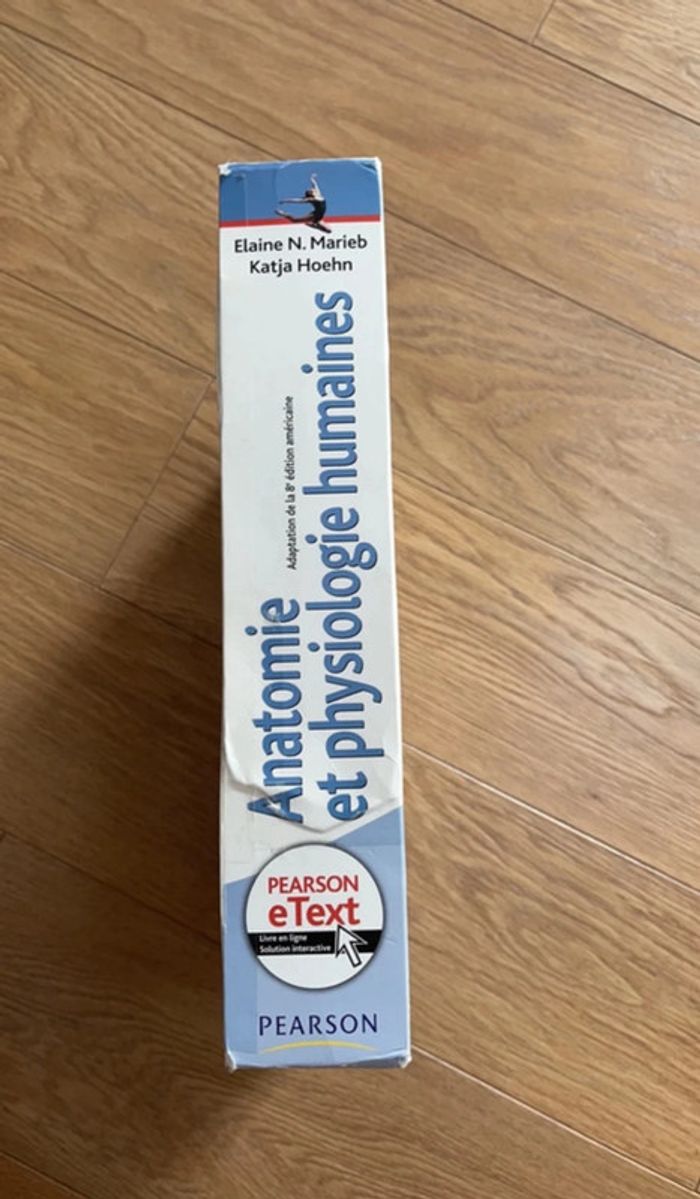 Elaine N. Marieb
Katja Hoehn
Anatomie
et physiologie humaines
Adaptation de la 8e édition américaine
PEARSON
eText
Livre en ligne
Solution interactive
PEARSON